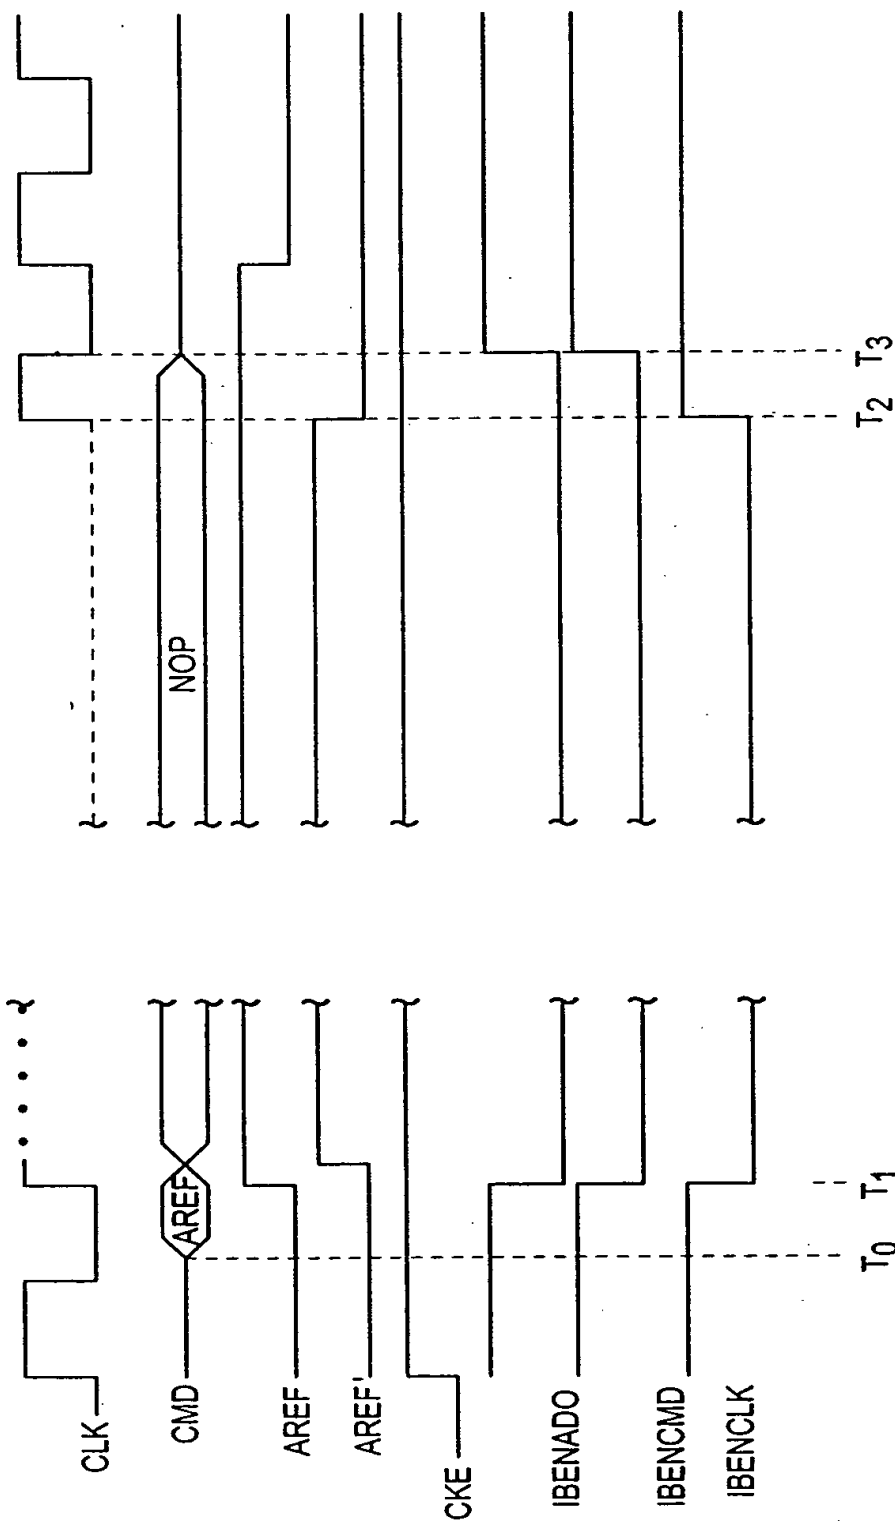 CLK
CMD
AREF
NOP
AREF
AREF'
CKE
IBENADO
IBENCMD
IBENCLK
T0
T1
T2
T3